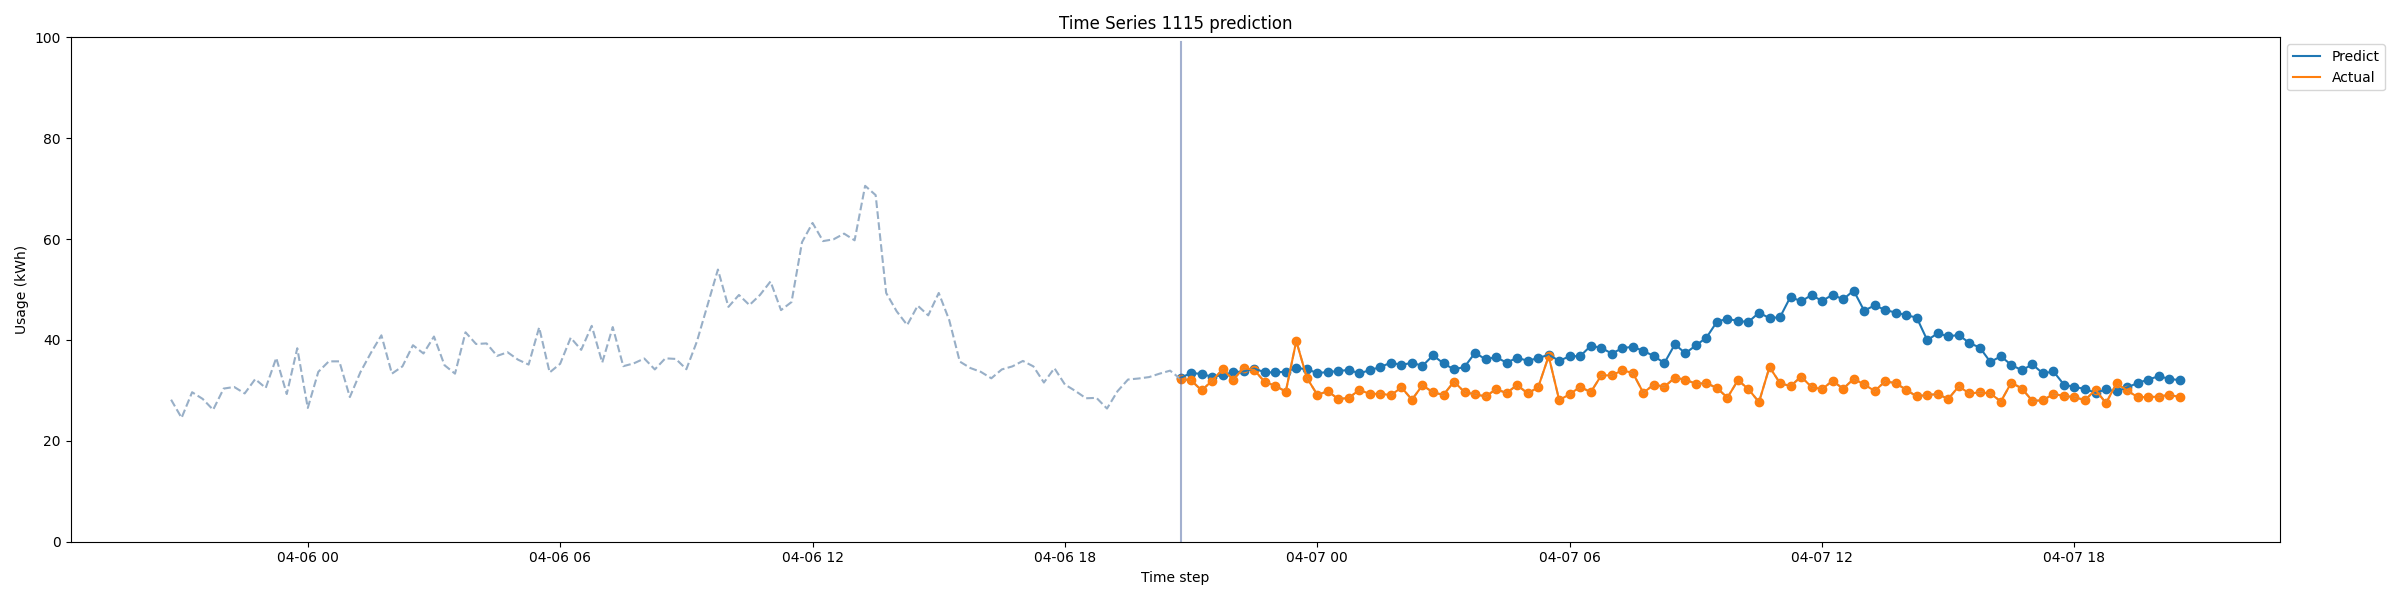 Time Series 1115 prediction
Predict
Actual
Usage (kWh)
100
80
60
40
20
0
04-06 00
04-06 06
04-06 12
04-06 18
04-07 00
04-07 06
04-07 12
04-07 18
Time step